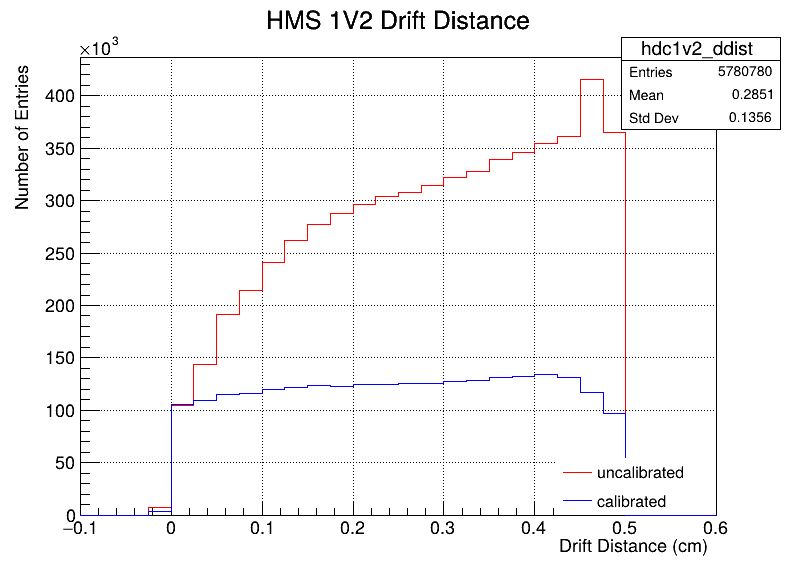 HMS 1V2 Drift Distance
×10³
hdc1v2_ddist
Entries 5780780
Mean 0.2851
Std Dev 0.1356
Number of Entries
400
350
300
250
200
150
100
50
0
uncalibrated
calibrated
−0.1 0 0.1 0.2 0.3 0.4 0.5 0.6
Drift Distance (cm)